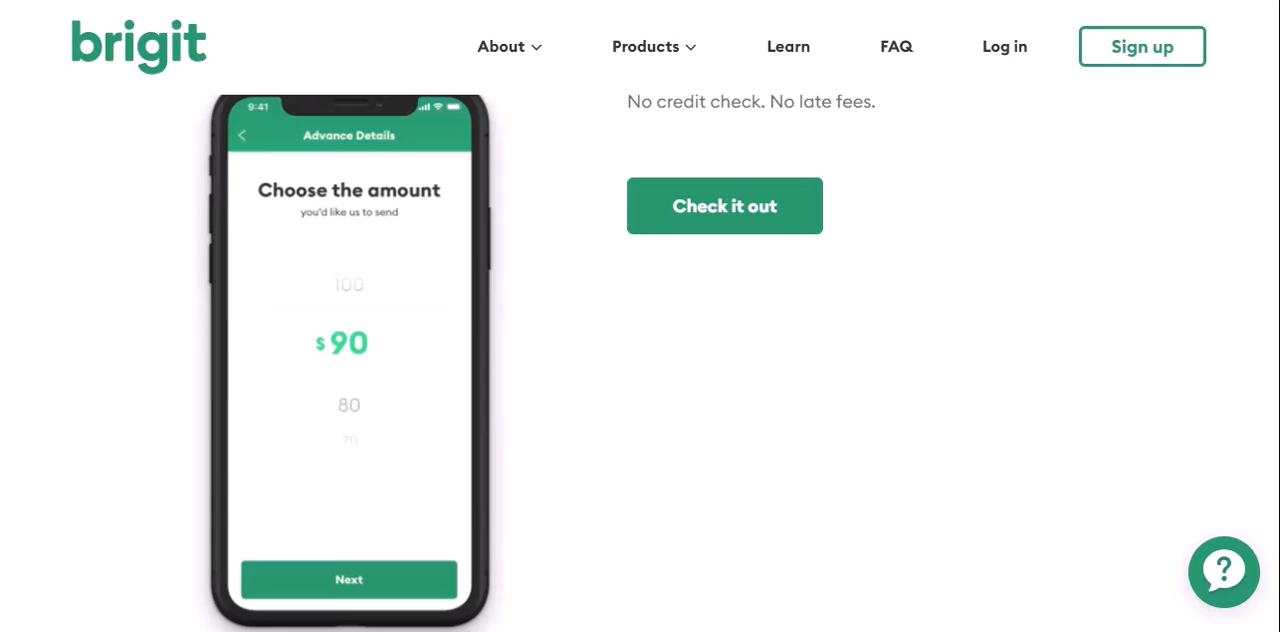 brigit
About
Products
Learn
FAQ
Log in
Sign up
No credit check. No late fees.
Check it out
9:41
Advance Details
Choose the amount
you'd like us to send
100
$ 90
80
70
Next
?